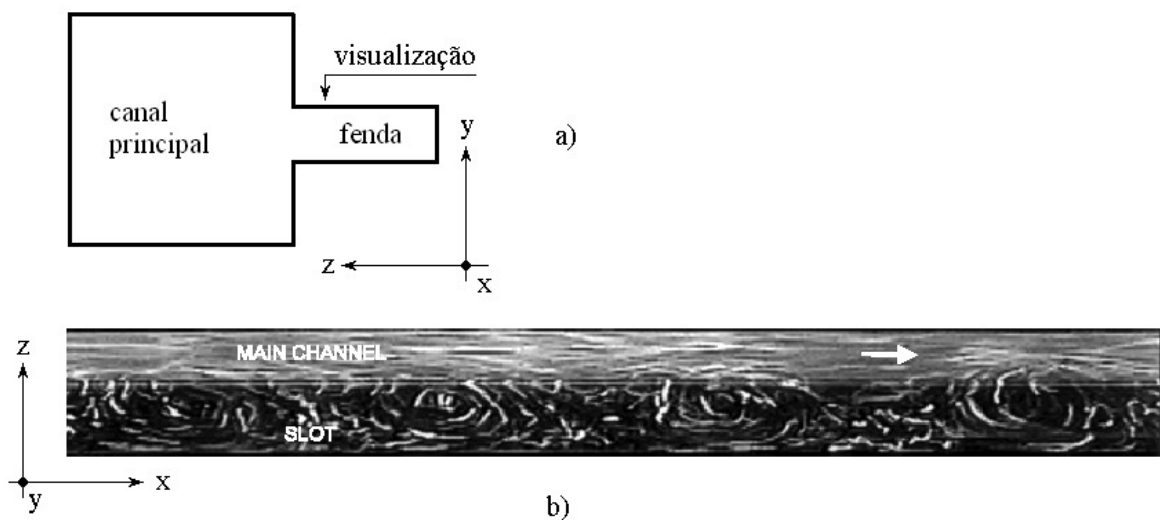 visualização
canal
principal
fenda
y
a)
z
x
z
MAIN CHANNEL
SLOT
x
y
b)